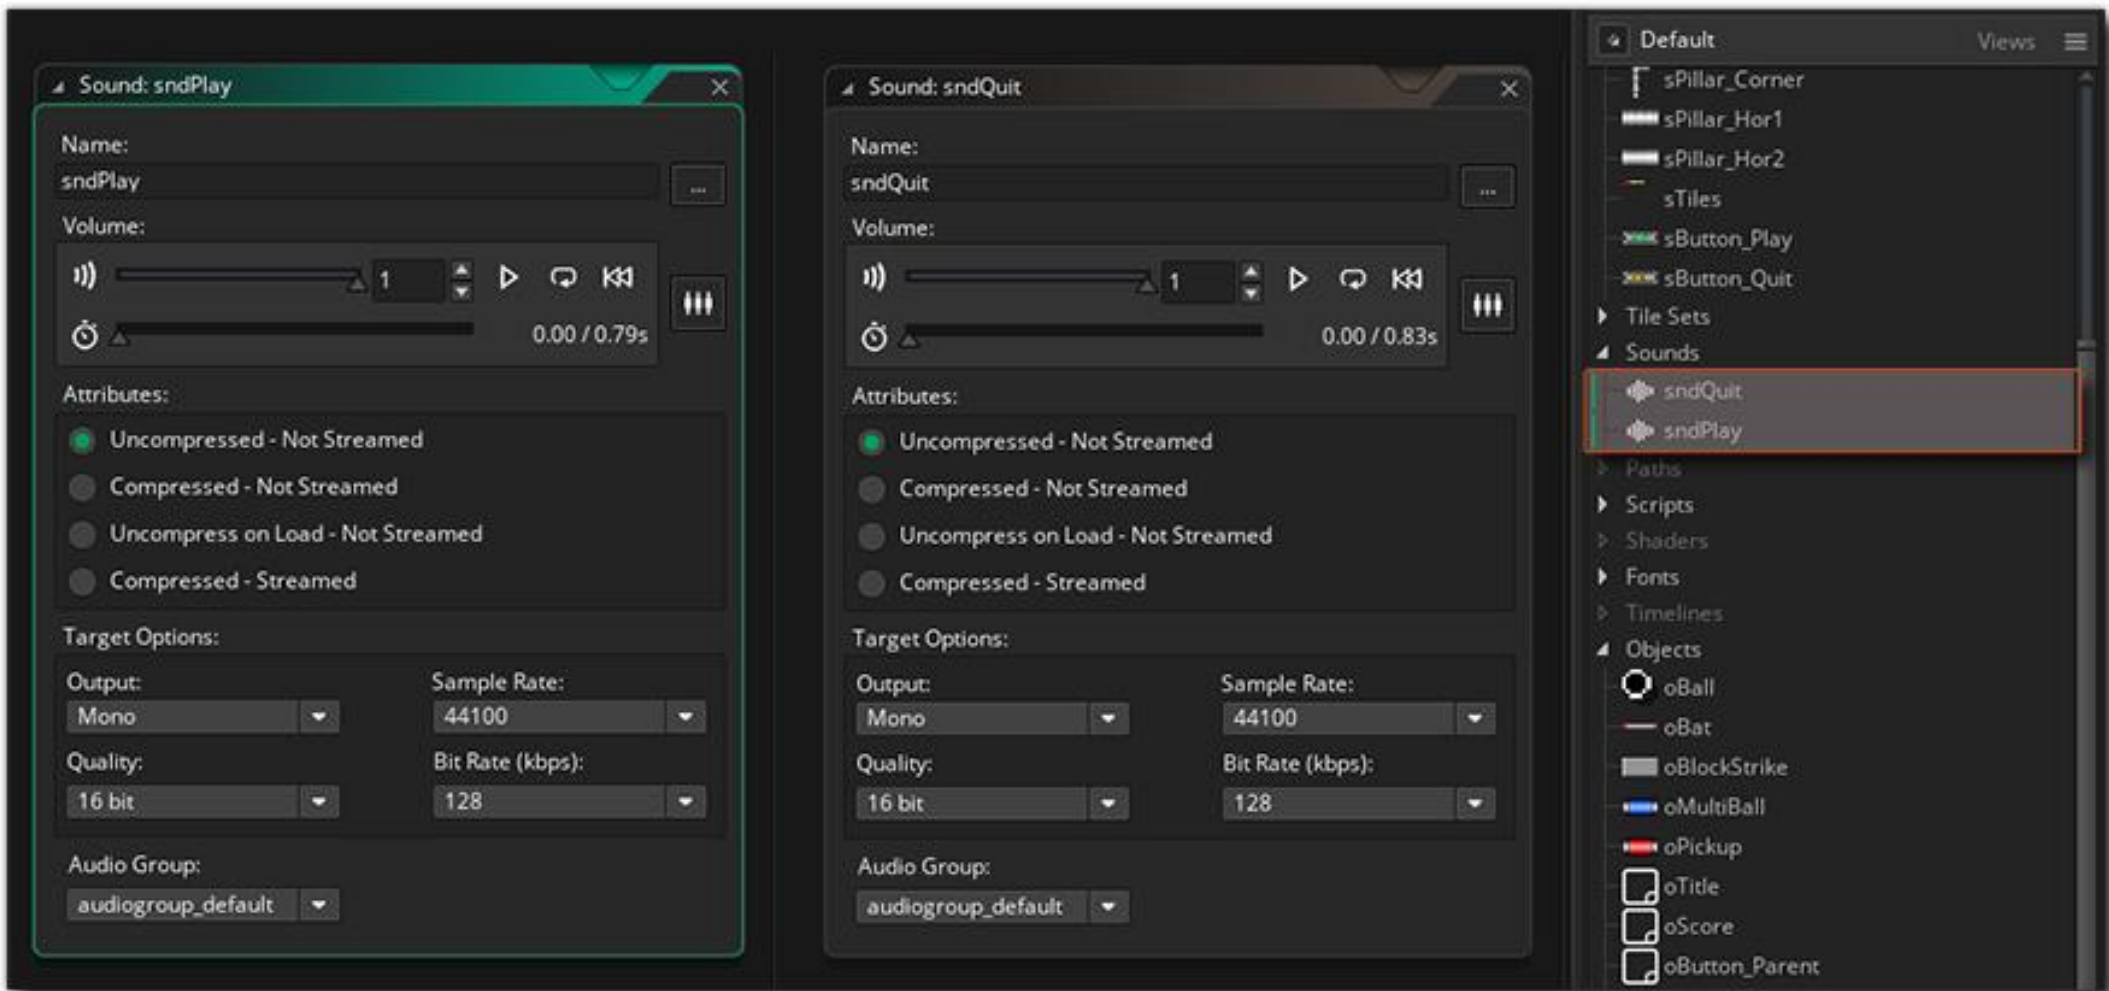 Sound: sndPlay
Name:
sndPlay
...
Volume:
1
0.00 / 0.79s
Attributes:
Uncompressed - Not Streamed
Compressed - Not Streamed
Uncompress on Load - Not Streamed
Compressed - Streamed
Target Options:
Output: Sample Rate:
Mono 44100
Quality: Bit Rate (kbps):
16 bit 128
Audio Group:
audiogroup_default
Sound: sndQuit
Name:
sndQuit
...
Volume:
1
0.00 / 0.83s
Attributes:
Uncompressed - Not Streamed
Compressed - Not Streamed
Uncompress on Load - Not Streamed
Compressed - Streamed
Target Options:
Output: Sample Rate:
Mono 44100
Quality: Bit Rate (kbps):
16 bit 128
Audio Group:
audiogroup_default
Default Views
sPillar_Corner
sPillar_Hor1
sPillar_Hor2
sTiles
sButton_Play
sButton_Quit
Tile Sets
Sounds
sndQuit
sndPlay
Paths
Scripts
Shaders
Fonts
Timelines
Objects
oBall
oBat
oBlockStrike
oMultiBall
oPickup
oTitle
oScore
oButton_Parent